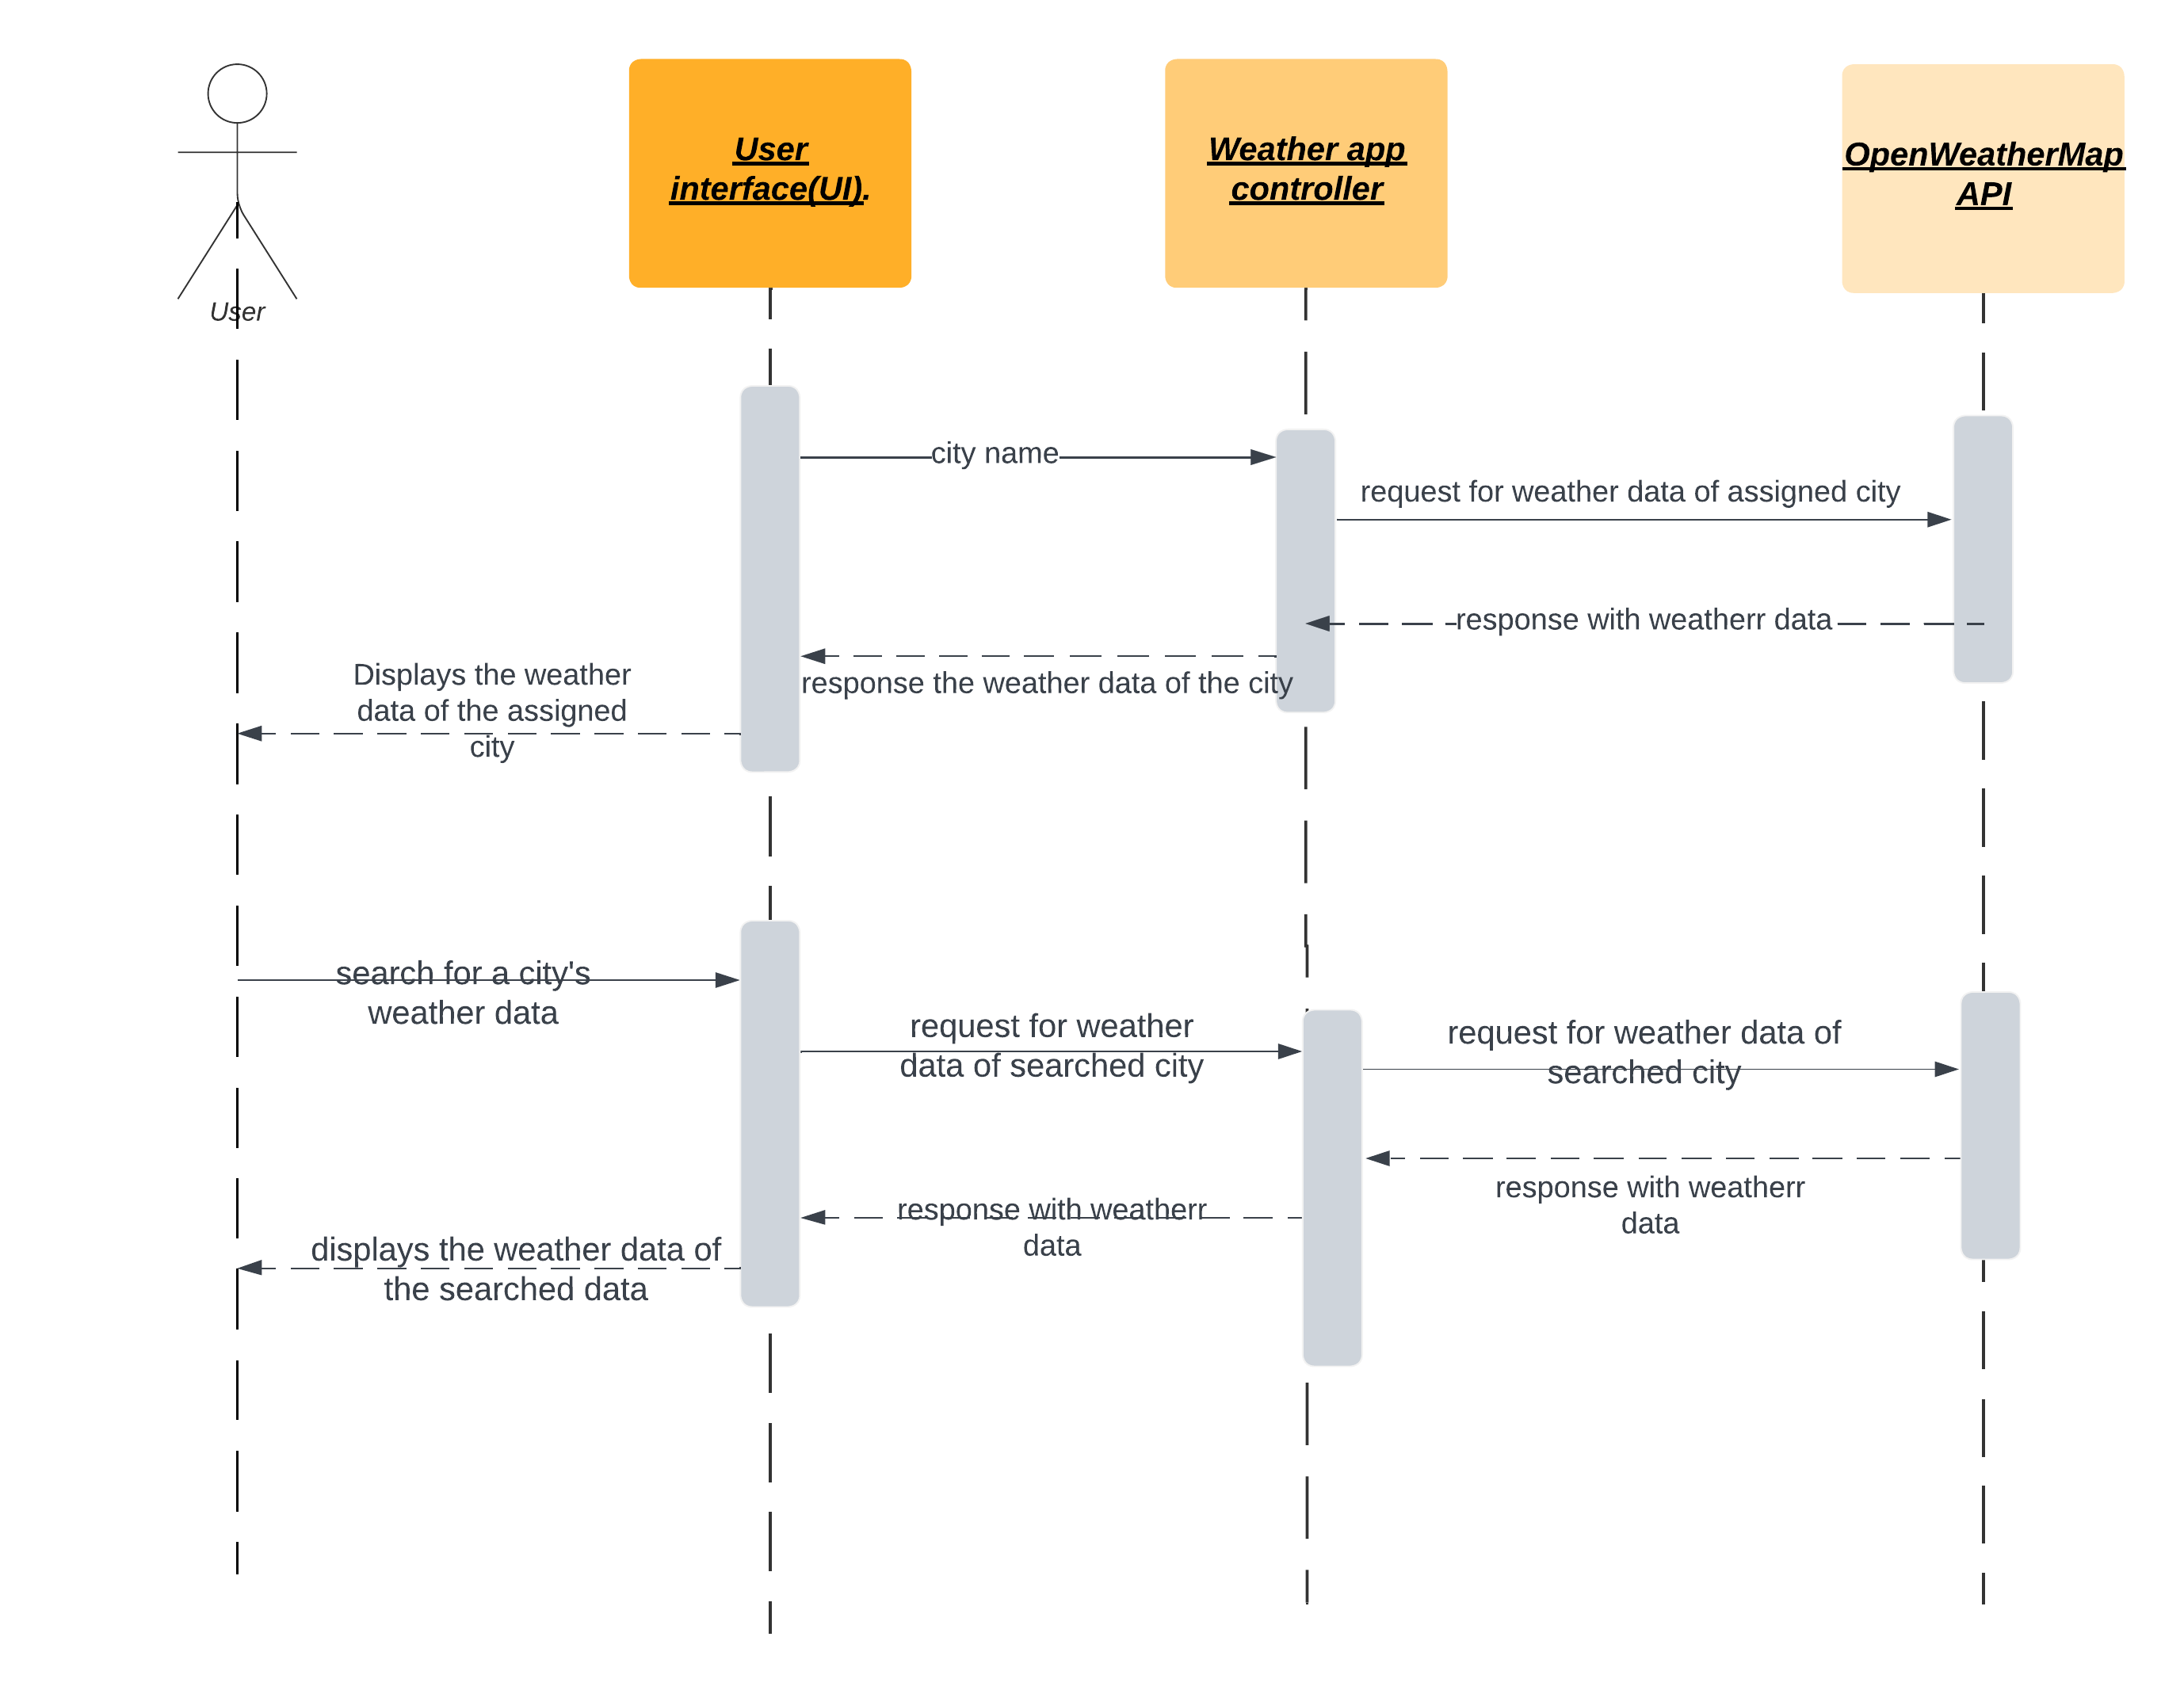 User
interface(UI).
Weather app
controller
OpenWeatherMap
API
User
city name
request for weather data of assigned city
response with weatherr data
response the weather data of the city
Displays the weather
data of the assigned
city
search for a city's
weather data
request for weather
data of searched city
request for weather data of
searched city
response with weatherr
data
response with weatherr
data
displays the weather data of
the searched data